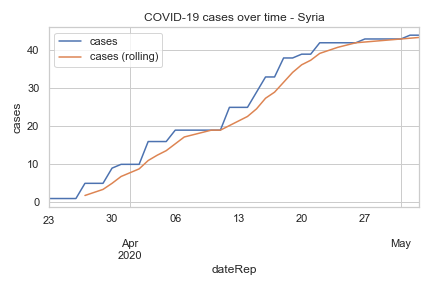 COVID-19 cases over time - Syria
cases
cases (rolling)
cases
40
30
20
10
0
23 30 06 13 20 27
Apr May
2020
dateRep